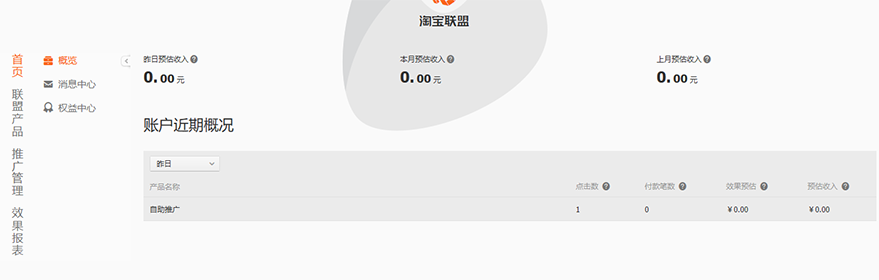 淘宝联盟
首页
联盟产品
推广管理
效果报表
概览
消息中心
权益中心
昨日预估收入 ?
0.00 元
本月预估收入 ?
0.00 元
上月预估收入 ?
0.00 元
账户近期概况
昨日
产品名称 点击数 ? 付款笔数 ? 效果预估 ? 预估收入 ?
自助推广 1 0 ¥0.00 ¥0.00